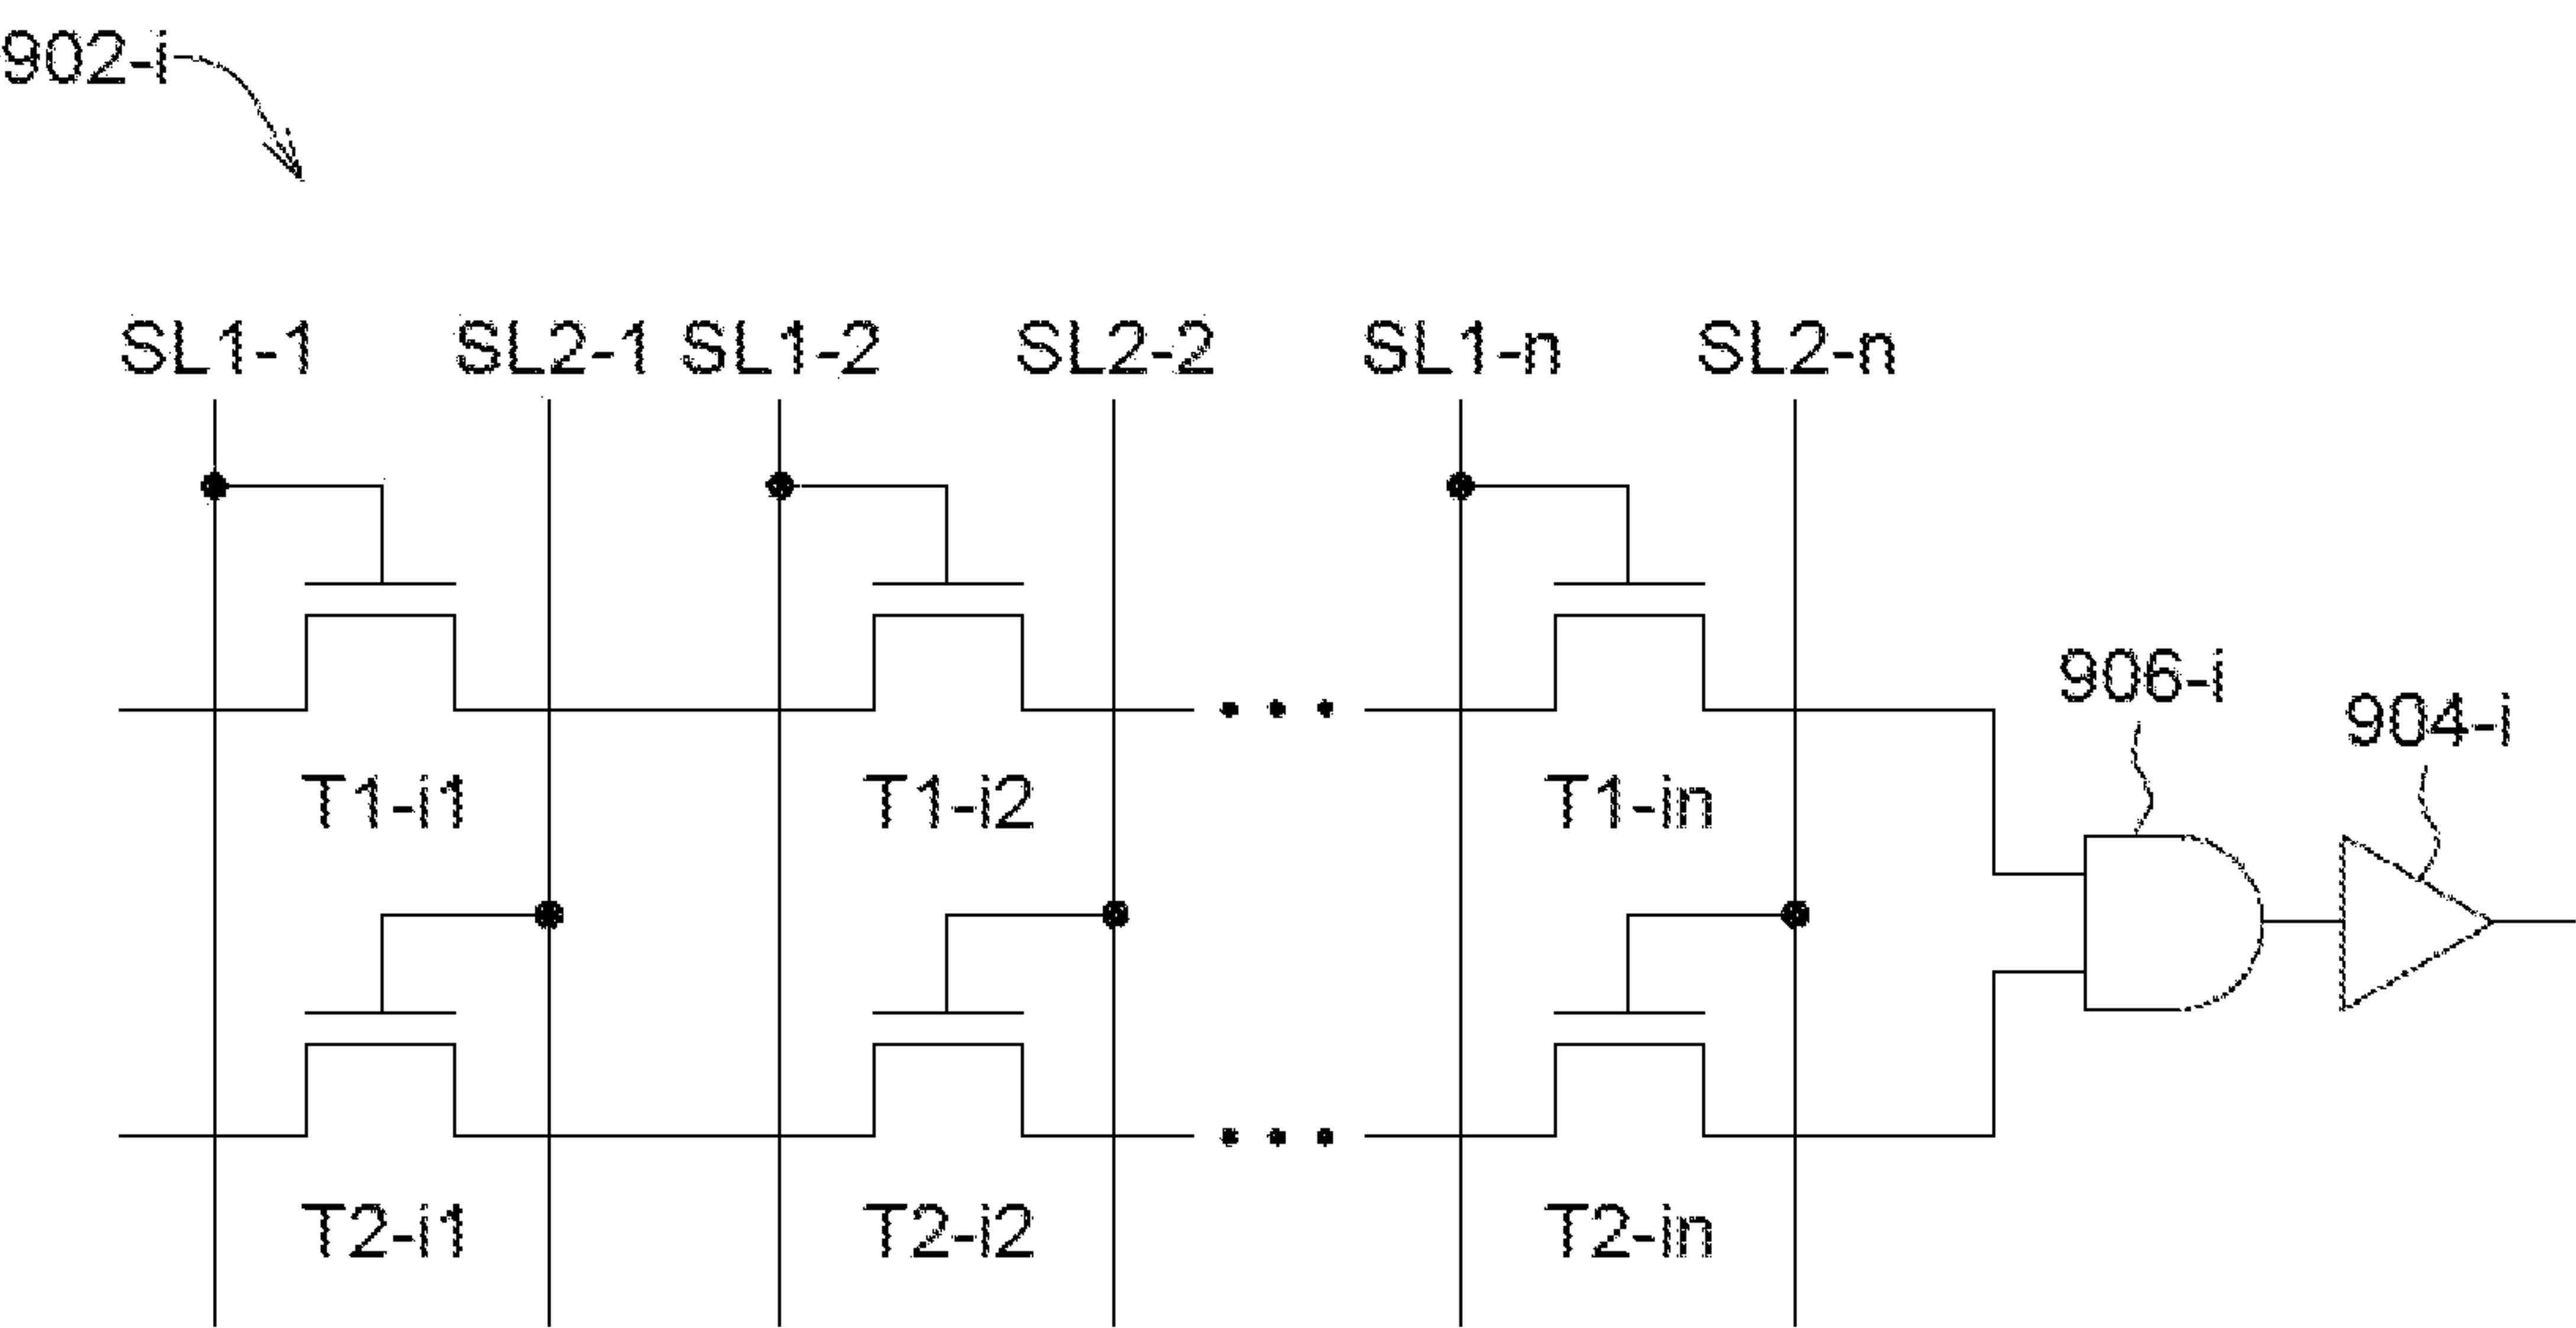 902-i
SL1-1 SL2-1 SL1-2 SL2-2 SL1-n SL2-n
906-i
904-i
T1-i1 T1-i2 T1-in
T2-i1 T2-i2 T2-in